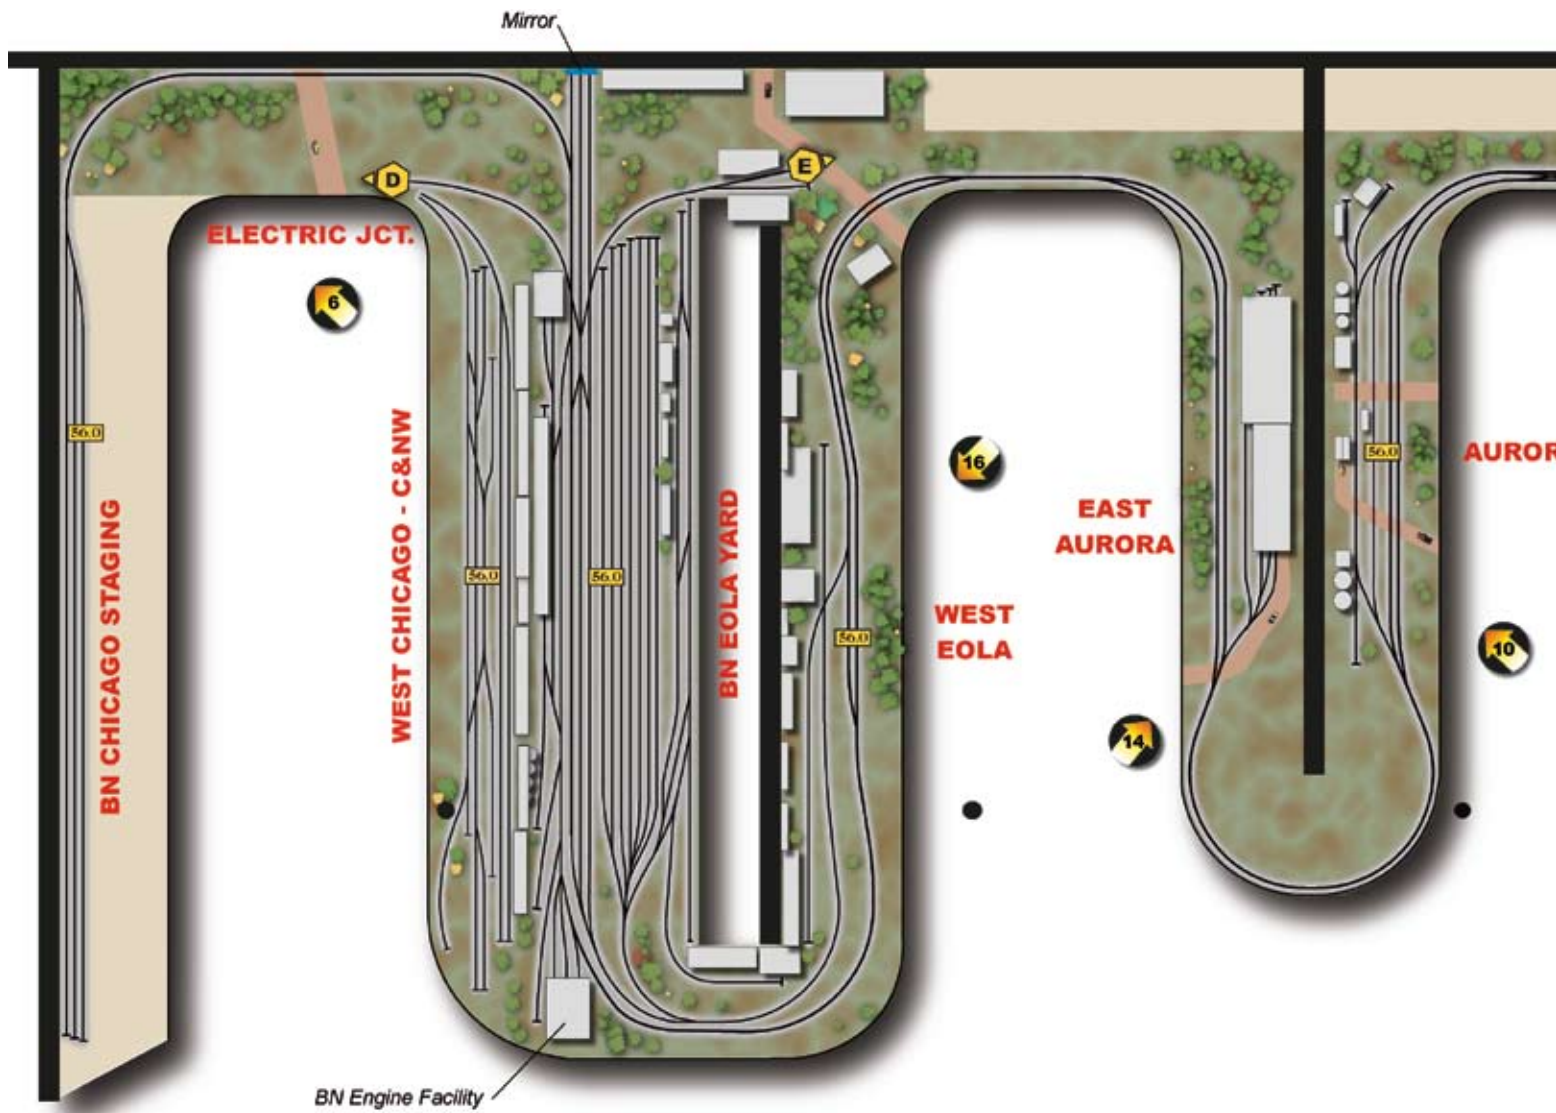 Mirror
D
E
ELECTRIC JCT.
6
56.0
WEST CHICAGO - C&NW
BN CHICAGO STAGING
56.0
56.0
BN EOLA YARD
16
WEST
EOLA
56.0
EAST
AURORA
14
56.0
AUROR
10
BN Engine Facility